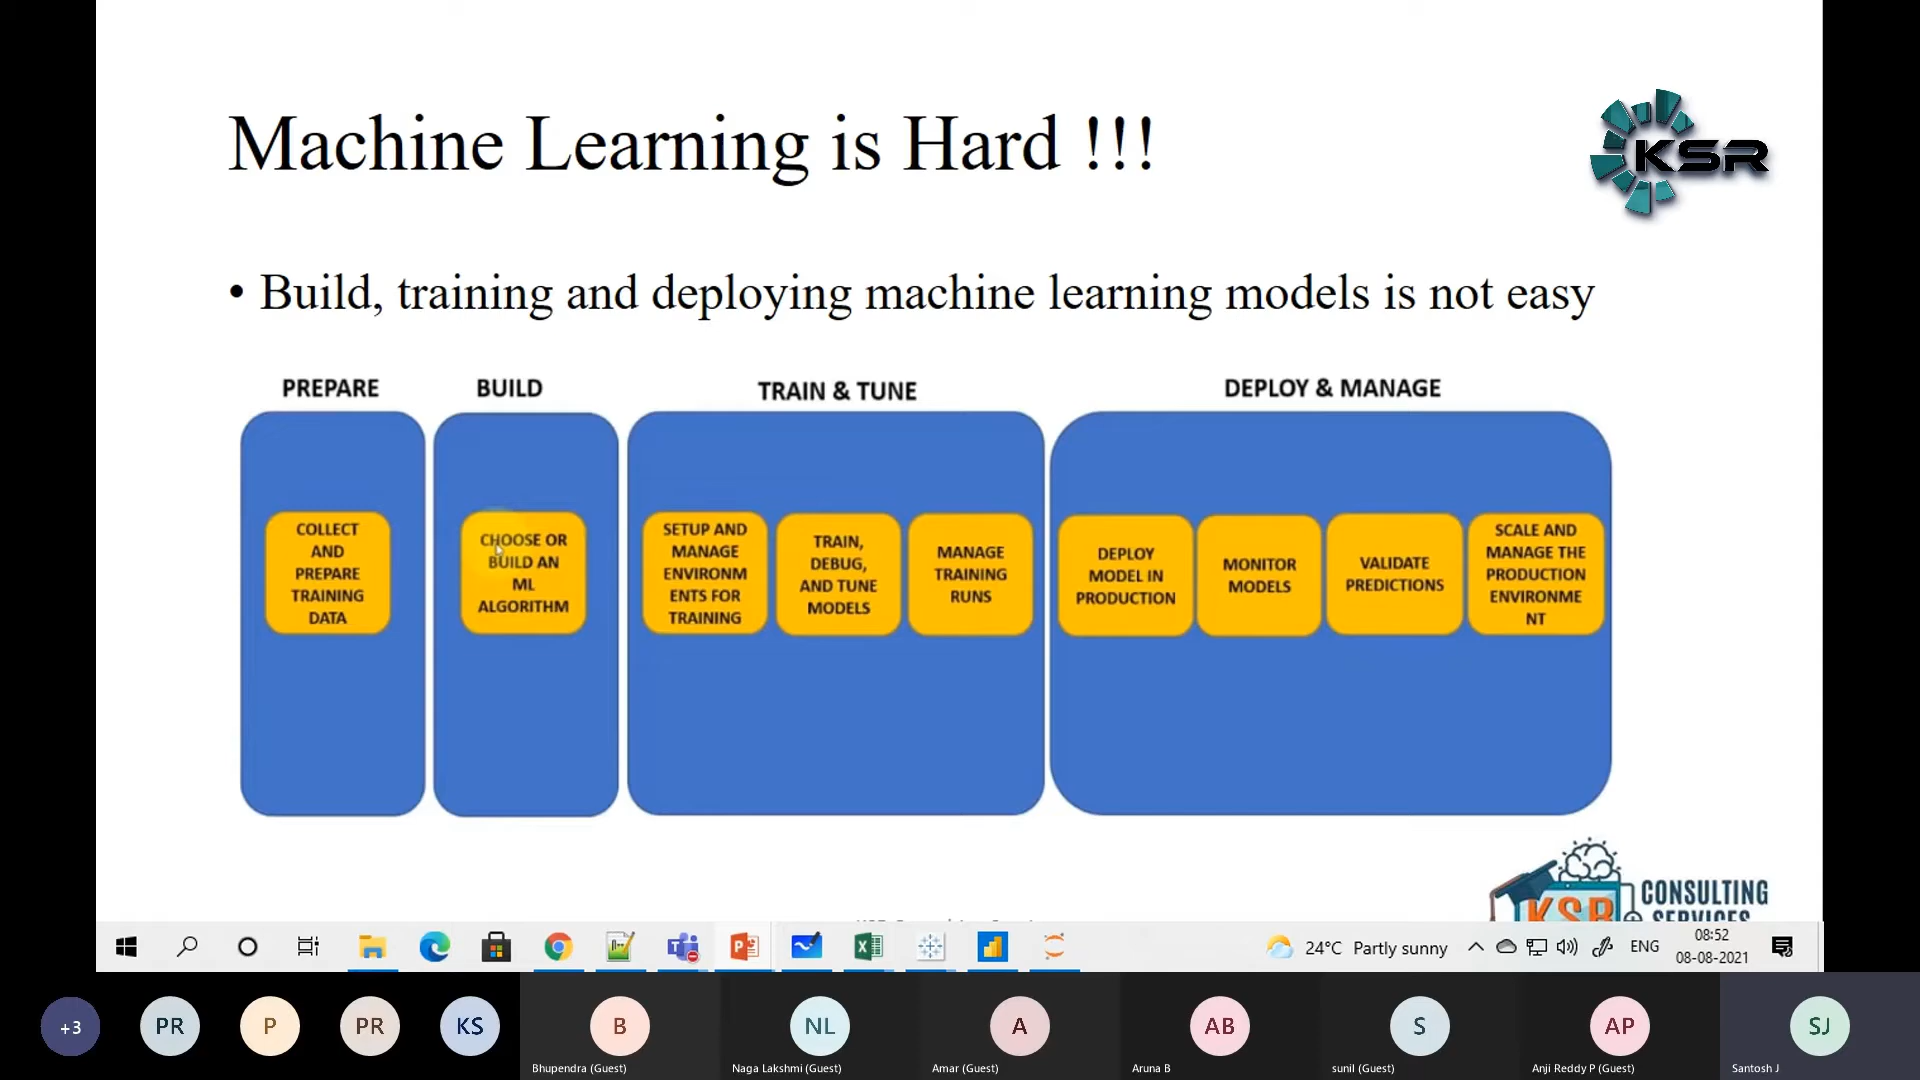 Machine Learning is Hard !!!
KSR
• Build, training and deploying machine learning models is not easy
PREPARE
BUILD
TRAIN & TUNE
DEPLOY & MANAGE
COLLECT
AND
PREPARE
TRAINING
DATA
CHOOSE OR
BUILD AN
ML
ALGORITHM
SETUP AND
MANAGE
ENVIRONM
ENTS FOR
TRAINING
TRAIN,
DEBUG,
AND TUNE
MODELS
MANAGE
TRAINING
RUNS
DEPLOY
MODEL IN
PRODUCTION
MONITOR
MODELS
VALIDATE
PREDICTIONS
SCALE AND
MANAGE THE
PRODUCTION
ENVIRONME
NT
KSR
CONSULTING
SERVICES
24°C Partly sunny
ENG
08:52
08-08-2021
+3
PR
P
PR
KS
B
Bhupendra (Guest)
NL
Naga Lakshmi (Guest)
A
Amar (Guest)
AB
Aruna B
S
sunil (Guest)
AP
Anji Reddy P (Guest)
SJ
Santosh J